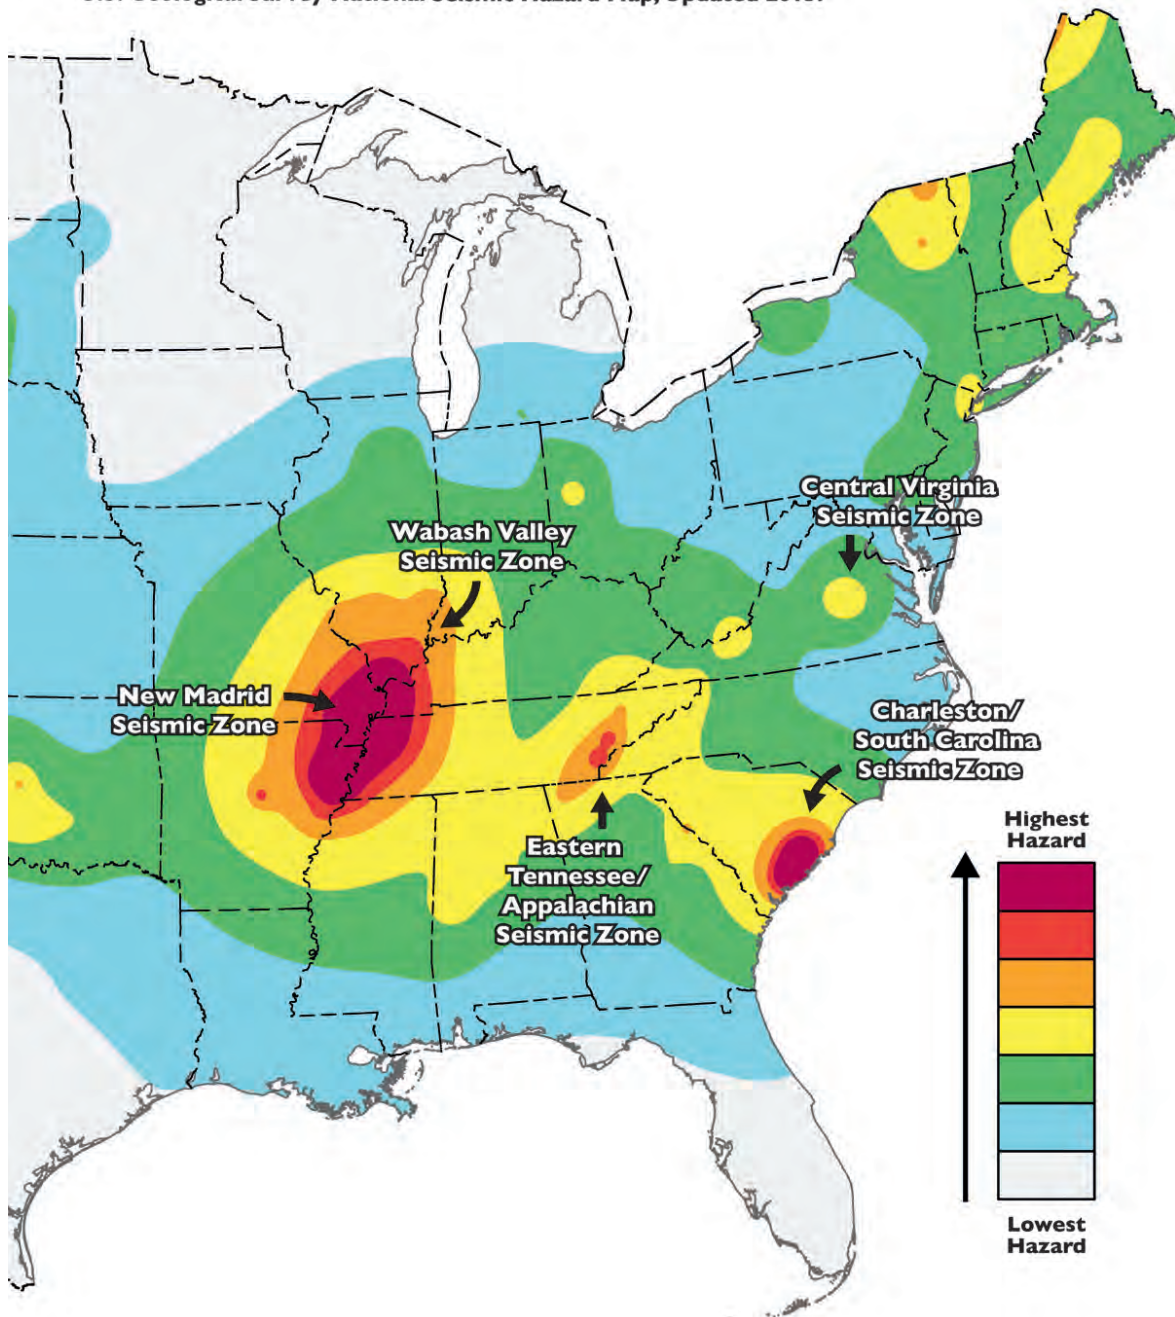 Central Virginia
Seismic Zone
Wabash Valley
Seismic Zone
New Madrid
Seismic Zone
Charleston/
South Carolina
Seismic Zone
Eastern
Tennessee/
Appalachian
Seismic Zone
Highest
Hazard
Lowest
Hazard